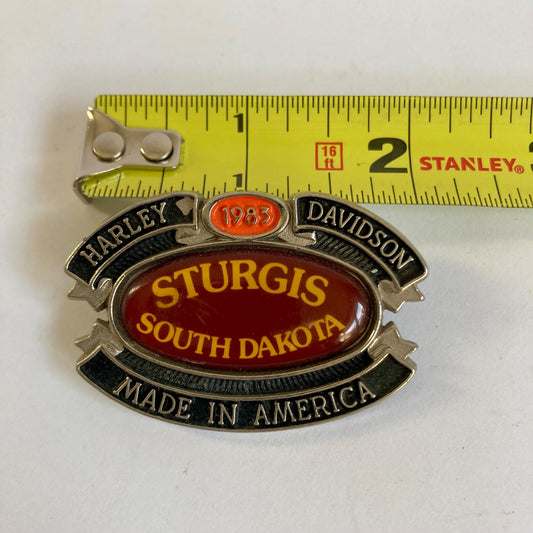 1
16
ft
2
STANLEY®
HARLEY 1983 DAVIDSON
STURGIS
SOUTH DAKOTA
MADE IN AMERICA